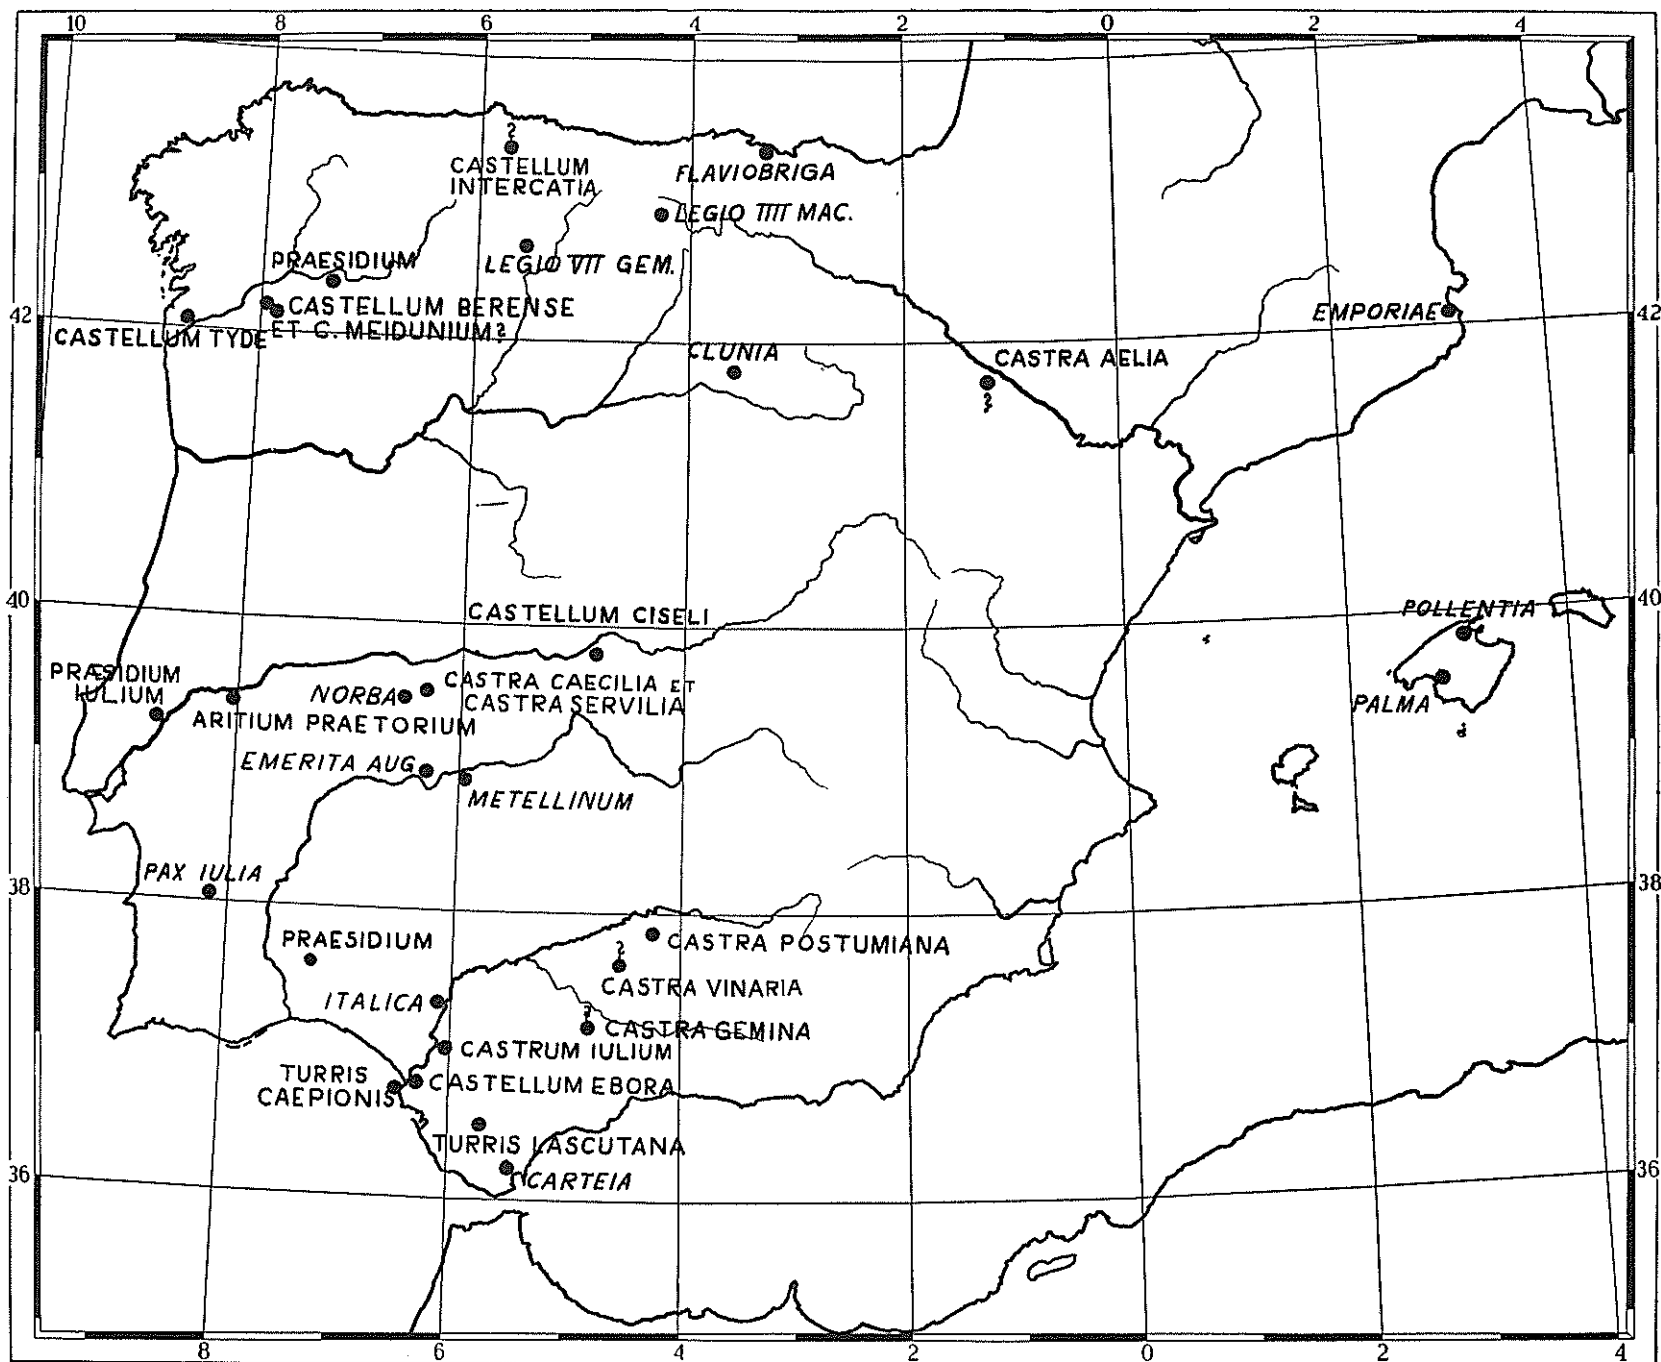 10 8 6 4 2 0 2 4
?
CASTELLUM
INTERCATIA
FLAVIOBRIGA
LEGIO IIII MAC.
PRAESIDIUM
LEGIO VII GEM.
CASTELLUM BERENSE
ET C. MEIDUNIUM?
CASTELLUM TYDE
EMPORIAE
42 42
CLUNIA
CASTRA AELIA
?
40 40
CASTELLUM CISELI
POLLENTIA
PRÆSIDIUM
IULIUM
NORBA
CASTRA CAECILIA ET
CASTRA SERVILIA
PALMA
ARITIUM PRAETORIUM
EMERITA AUG.
METELLINUM
PAX IULIA
38 38
PRAESIDIUM
CASTRA POSTUMIANA
?
CASTRA VINARIA
ITALICA
?
CASTRA GEMINA
CASTRUM IULIUM
TURRIS
CAEPIONIS
CASTELLUM EBORA
TURRIS LASCUTANA
CARTEIA
36 36
8 6 4 2 0 2 4